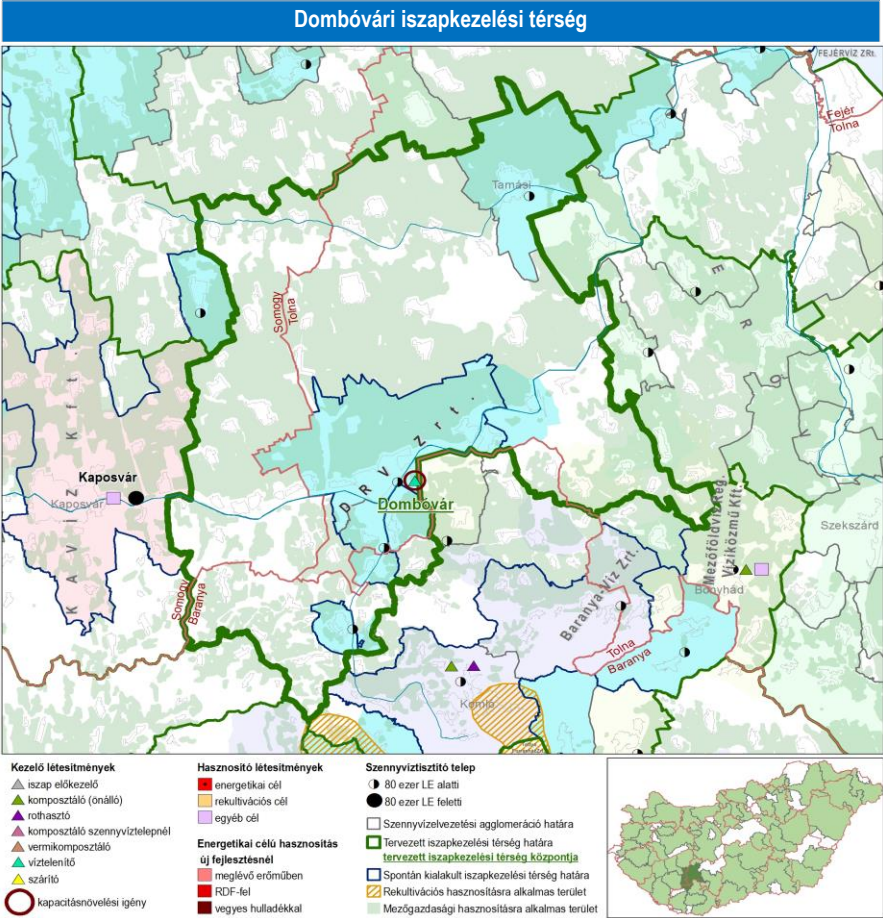 Dombóvári iszapkezelési térség
FEJÉRVÍZ ZRt.
Fejér
Tolna
Tamási
Somogy
Tolna
E
R
Ö
V
DRV Zrt.
KAVÍZ Kft.
Kaposvár
Kaposvár
Dombóvár
Mezőföldvíz Reg.
Víziközmű Kft.
Szekszárd
Baranya-Víz Zrt.
Bonyhád
Somogy
Baranya
Tolna
Baranya
Komló
Kezelő létesítmények
iszap előkezelő
komposztáló (önálló)
rothasztó
komposztáló szennyvíztelepnél
vermikomposztáló
víztelenítő
szárító
kapacitásnövelési igény
Hasznosító létesítmények
energetikai cél
rekultivációs cél
egyéb cél
Energetikai célú hasznosítás
új fejlesztésnél
meglévő erőműben
RDF-fel
vegyes hulladékkal
Szennyvíztisztító telep
80 ezer LE alatti
80 ezer LE feletti
Szennyvízelvezetési agglomeráció határa
Tervezett iszapkezelési térség határa
tervezett iszapkezelési térség központja
Spontán kialakult iszapkezelési térség határa
Rekultivációs hasznosításra alkalmas terület
Mezőgazdasági hasznosításra alkalmas terület